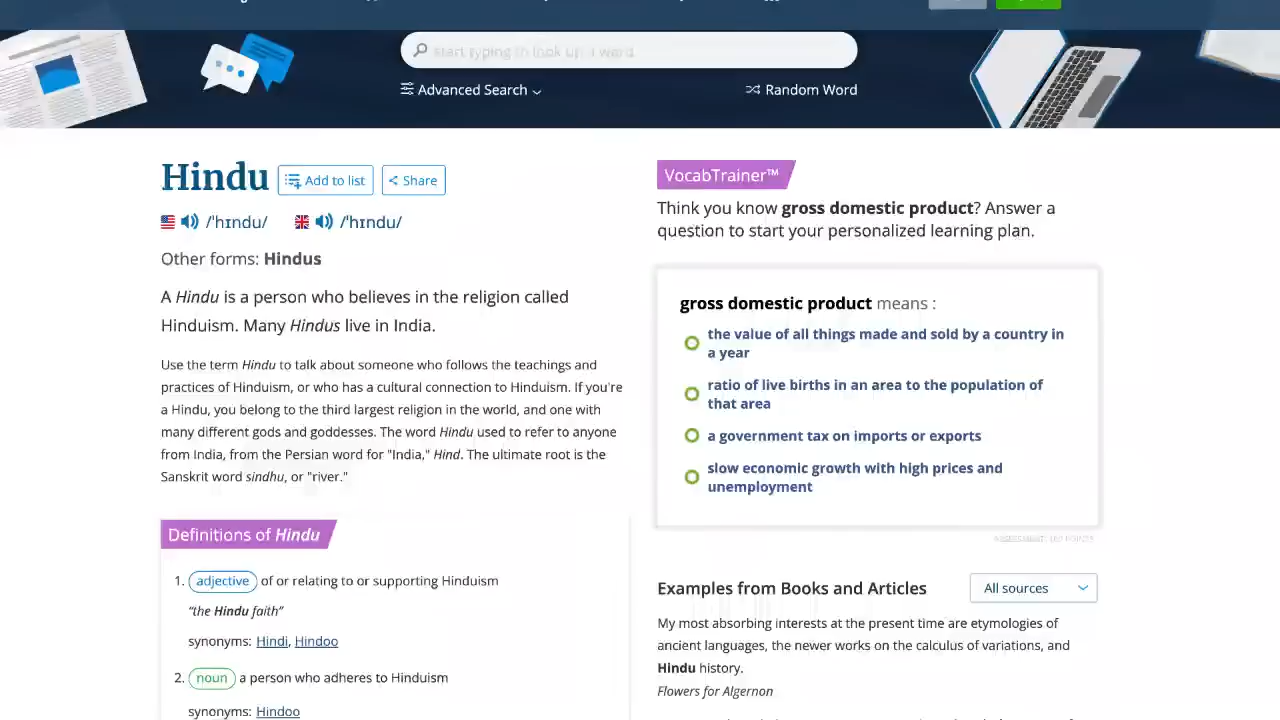 start typing to look up a word
Advanced Search
Random Word
Hindu
Add to list
Share
/ˈhɪndu/
/ˈhɪndu/
Other forms: Hindus
A Hindu is a person who believes in the religion called
Hinduism. Many Hindus live in India.
Use the term Hindu to talk about someone who follows the teachings and
practices of Hinduism, or who has a cultural connection to Hinduism. If you're
a Hindu, you belong to the third largest religion in the world, and one with
many different gods and goddesses. The word Hindu used to refer to anyone
from India, from the Persian word for "India," Hind. The ultimate root is the
Sanskrit word sindhu, or "river."
Definitions of Hindu
1. adjective of or relating to or supporting Hinduism
“the Hindu faith”
synonyms: Hindi, Hindoo
2. noun a person who adheres to Hinduism
synonyms: Hindoo
VocabTrainer™
Think you know gross domestic product? Answer a
question to start your personalized learning plan.
gross domestic product means :
the value of all things made and sold by a country in
a year
ratio of live births in an area to the population of
that area
a government tax on imports or exports
slow economic growth with high prices and
unemployment
ASSESSMENT: 100 POINTS
Examples from Books and Articles
All sources
My most absorbing interests at the present time are etymologies of
ancient languages, the newer works on the calculus of variations, and
Hindu history.
Flowers for Algernon